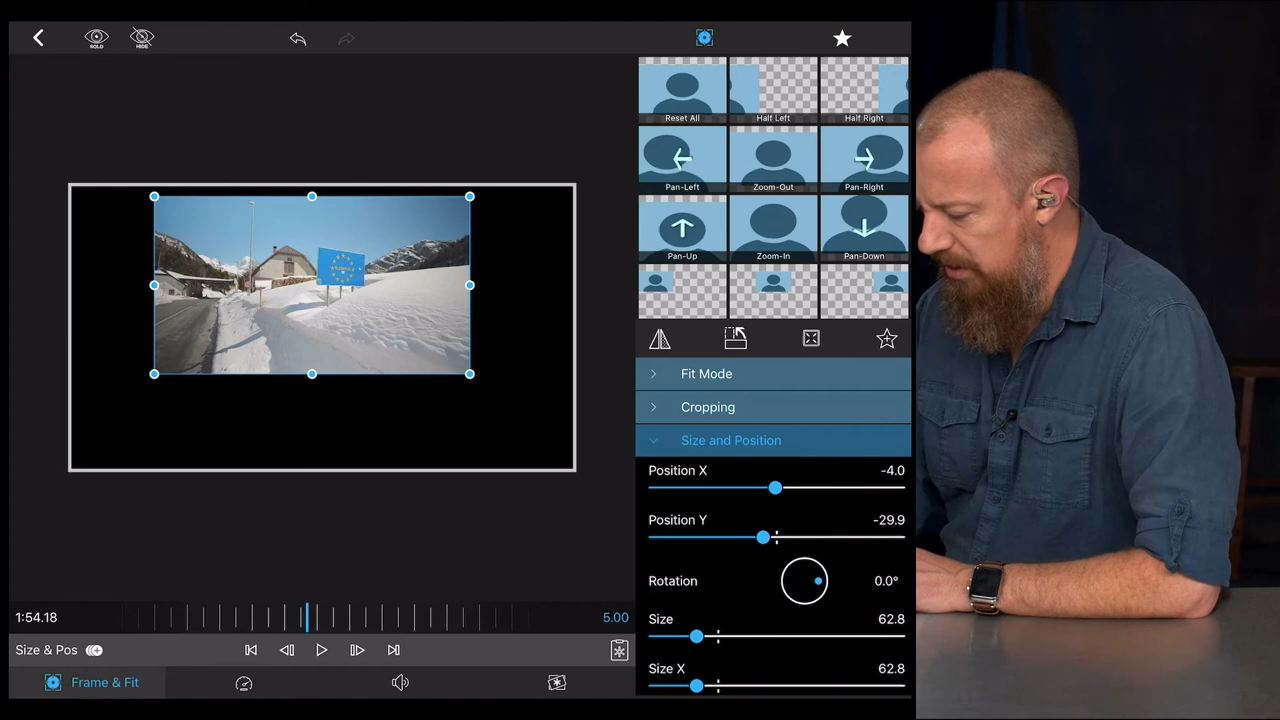 SOLO
HIDE
Reset All
Half Left
Half Right
Pan-Left
Zoom-Out
Pan-Right
Pan-Up
Zoom-In
Pan-Down
Fit Mode
Cropping
Size and Position
Position X -4.0
Position Y -29.9
Rotation 0.0°
Size 62.8
Size X 62.8
1:54.18 5.00
Size & Pos
Frame & Fit